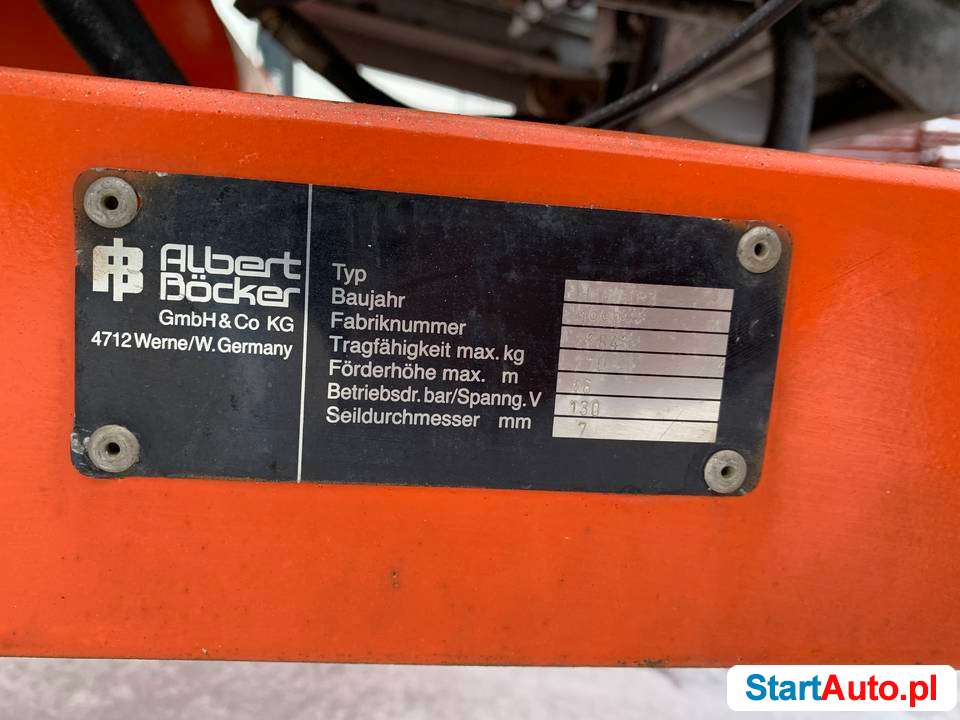 Albert
Böcker
GmbH & Co KG
4712 Werne/W. Germany
Typ
Baujahr
Fabriknummer
Tragfähigkeit max. kg
Förderhöhe max. m
Betriebsdr. bar/Spanng. V 130
Seildurchmesser mm 7
StartAuto.pl